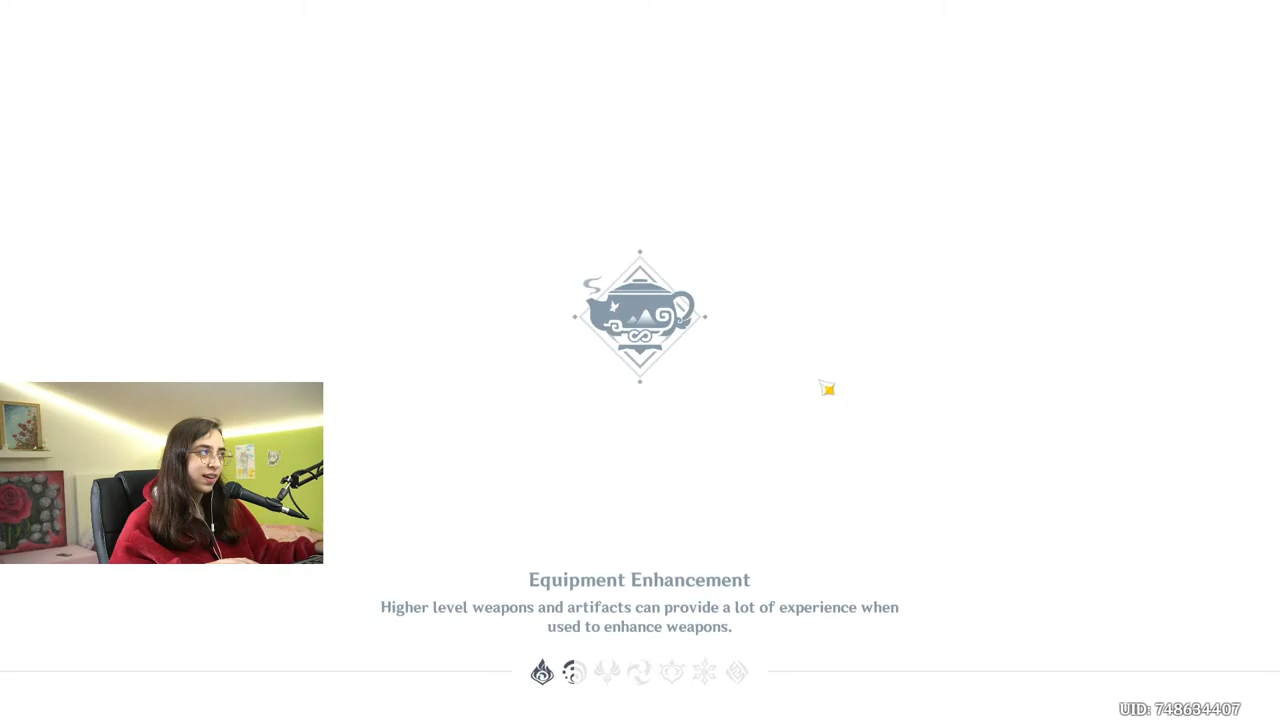 Equipment Enhancement
Higher level weapons and artifacts can provide a lot of experience when
used to enhance weapons.
UID: 748634407